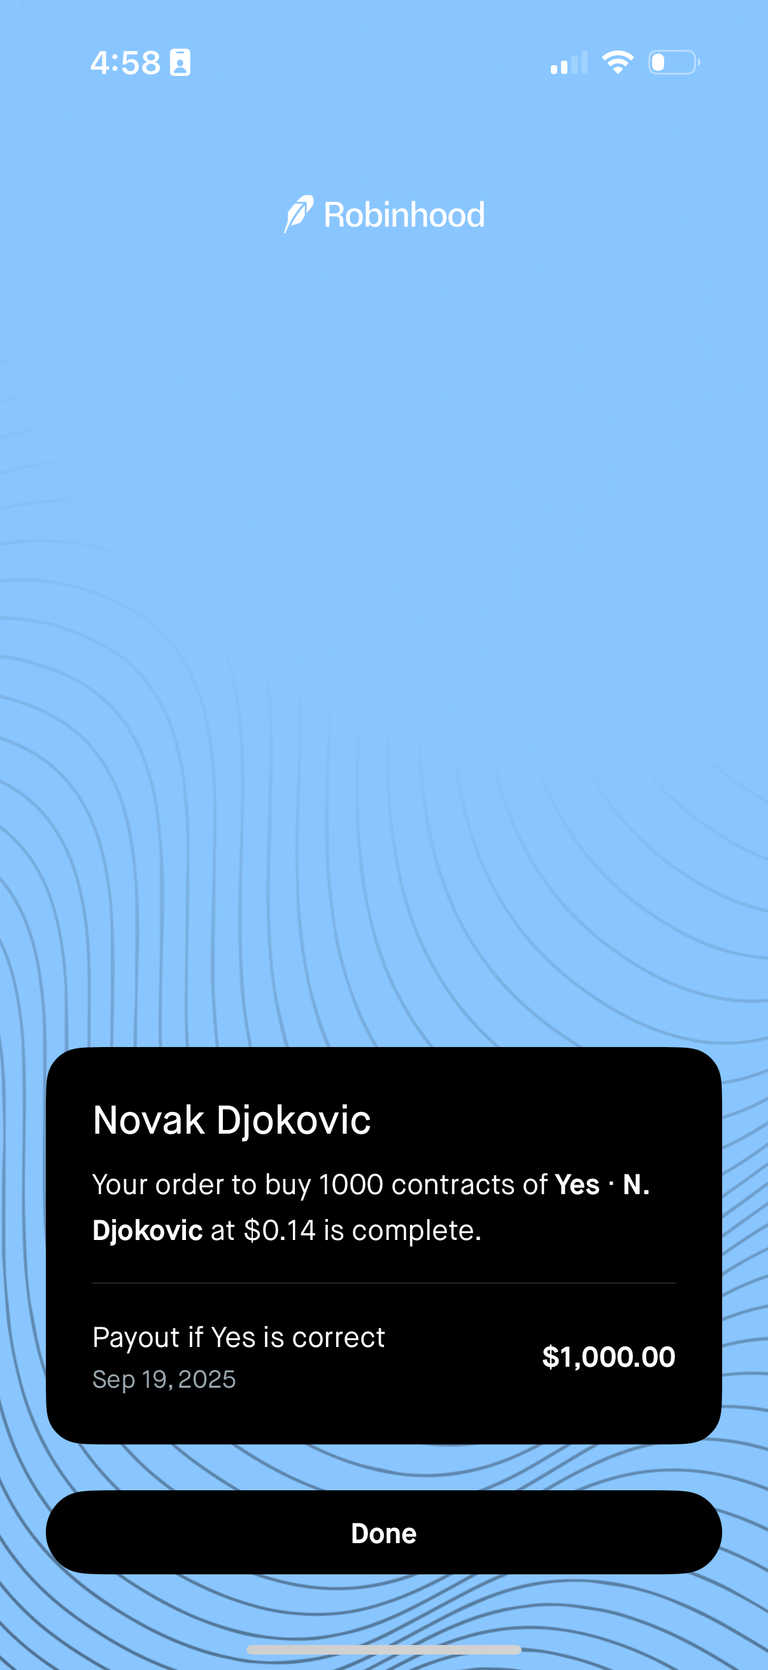 4:58
Robinhood
Novak Djokovic
Your order to buy 1000 contracts of Yes · N.
Djokovic at $0.14 is complete.
Payout if Yes is correct
$1,000.00
Sep 19, 2025
Done